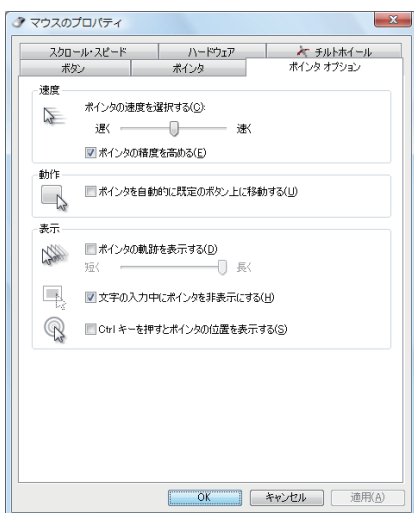 マウスのプロパティ
スクロール・スピード ハードウェア チルトホイール
ボタン ポインタ ポインタ オプション
速度
ポインタの速度を選択する(C):
遅く 速く
ポインタの精度を高める(E)
動作
ポインタを自動的に既定のボタン上に移動する(U)
表示
ポインタの軌跡を表示する(D)
短く 長く
文字の入力中にポインタを非表示にする(H)
Ctrl キーを押すとポインタの位置を表示する(S)
OK キャンセル 適用(A)